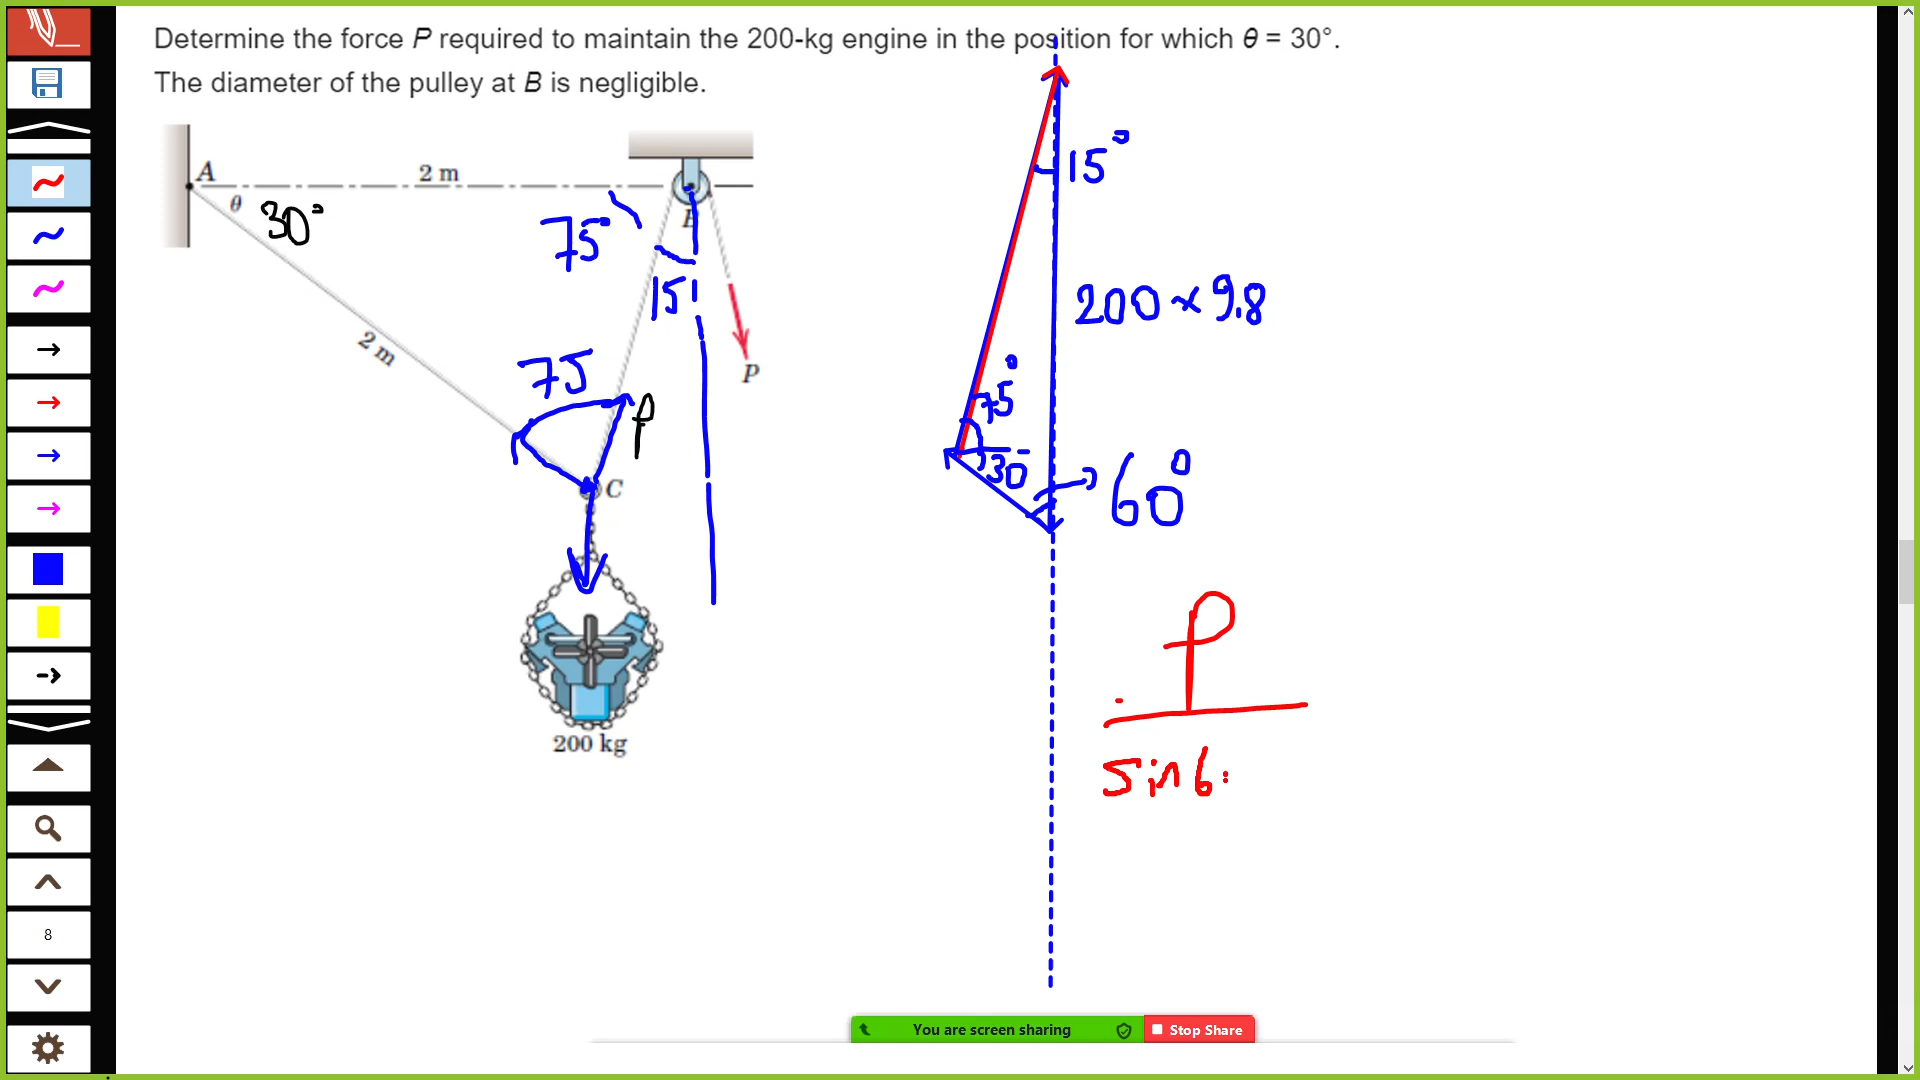 Determine the force P required to maintain the 200-kg engine in the position for which θ = 30°.
The diameter of the pulley at B is negligible.
A
2 m
θ
30°
75°
B
15
2 m
75
P
P
C
200 kg
15°
200 × 9.8
75°
30
60°
P
sin 6
8
You are screen sharing
Stop Share